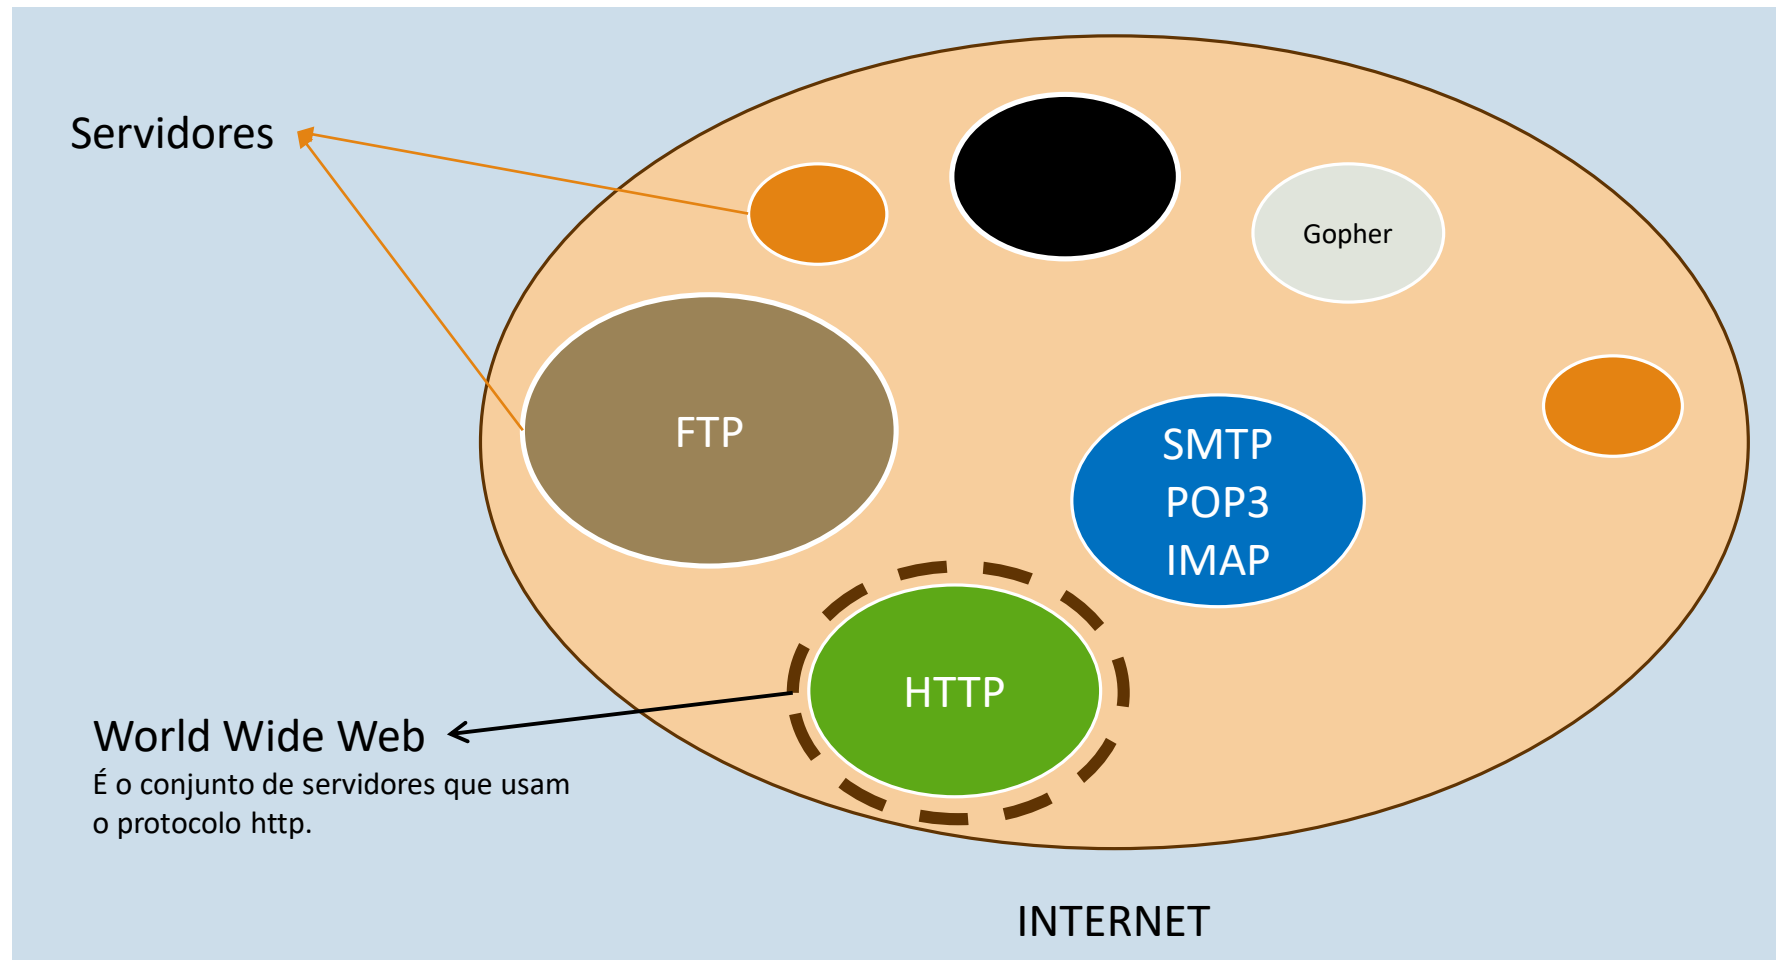 Servidores
Gopher
FTP
SMTP
POP3
IMAP
HTTP
World Wide Web
É o conjunto de servidores que usam
o protocolo http.
INTERNET